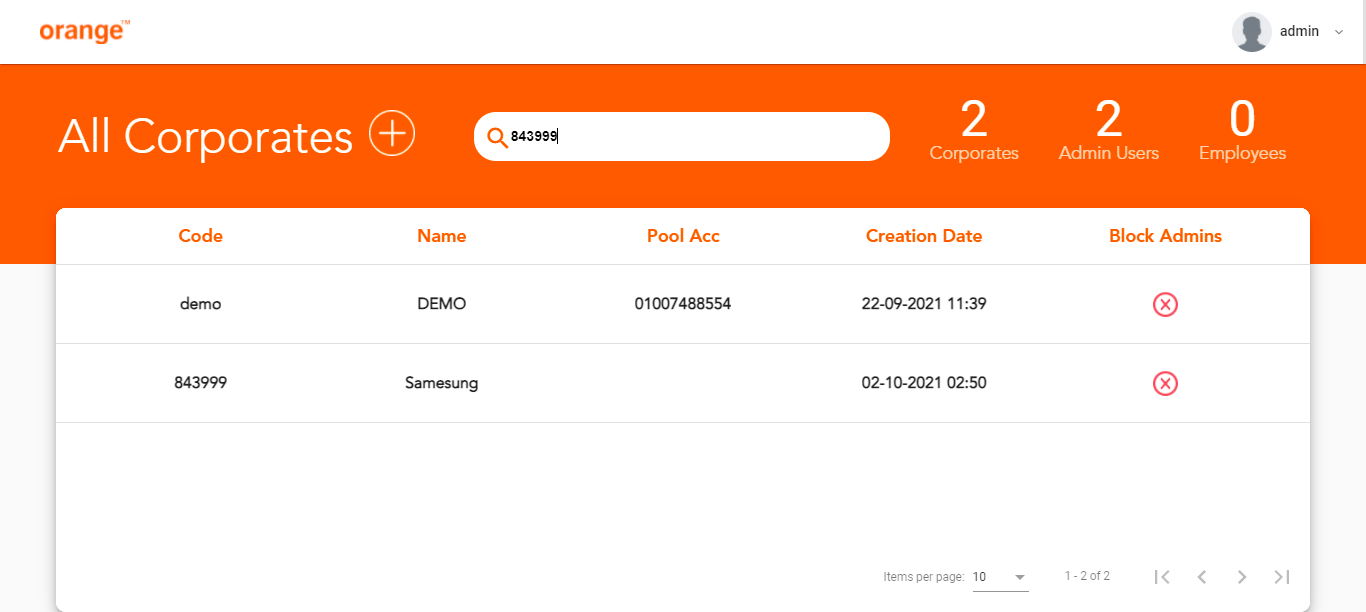 orange™
admin
All Corporates
843999
2
Corporates
2
Admin Users
0
Employees
Code Name Pool Acc Creation Date Block Admins
demo DEMO 01007488554 22-09-2021 11:39
843999 Samesung 02-10-2021 02:50
Items per page: 10 1 - 2 of 2